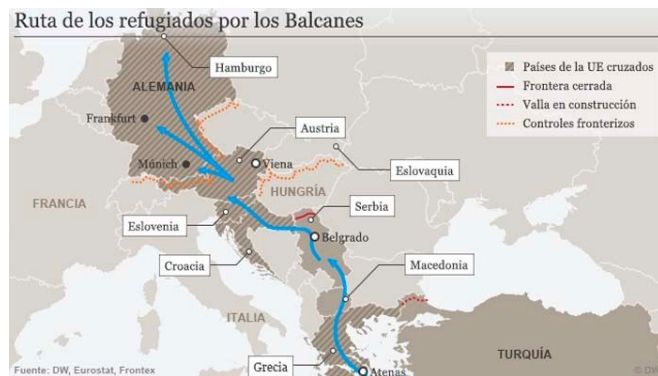 Ruta de los refugiados por los Balcanes
Hamburgo
ALEMANIA
Países de la UE cruzados
Frontera cerrada
Valla en construcción
Controles fronterizos
Frankfurt
Austria
Múnich
Viena
Eslovaquia
HUNGRÍA
FRANCIA
Serbia
Eslovenia
Belgrado
Croacia
Macedonia
ITALIA
TURQUÍA
Grecia
Atenas
Fuente: DW, Eurostat, Frontex
© DW